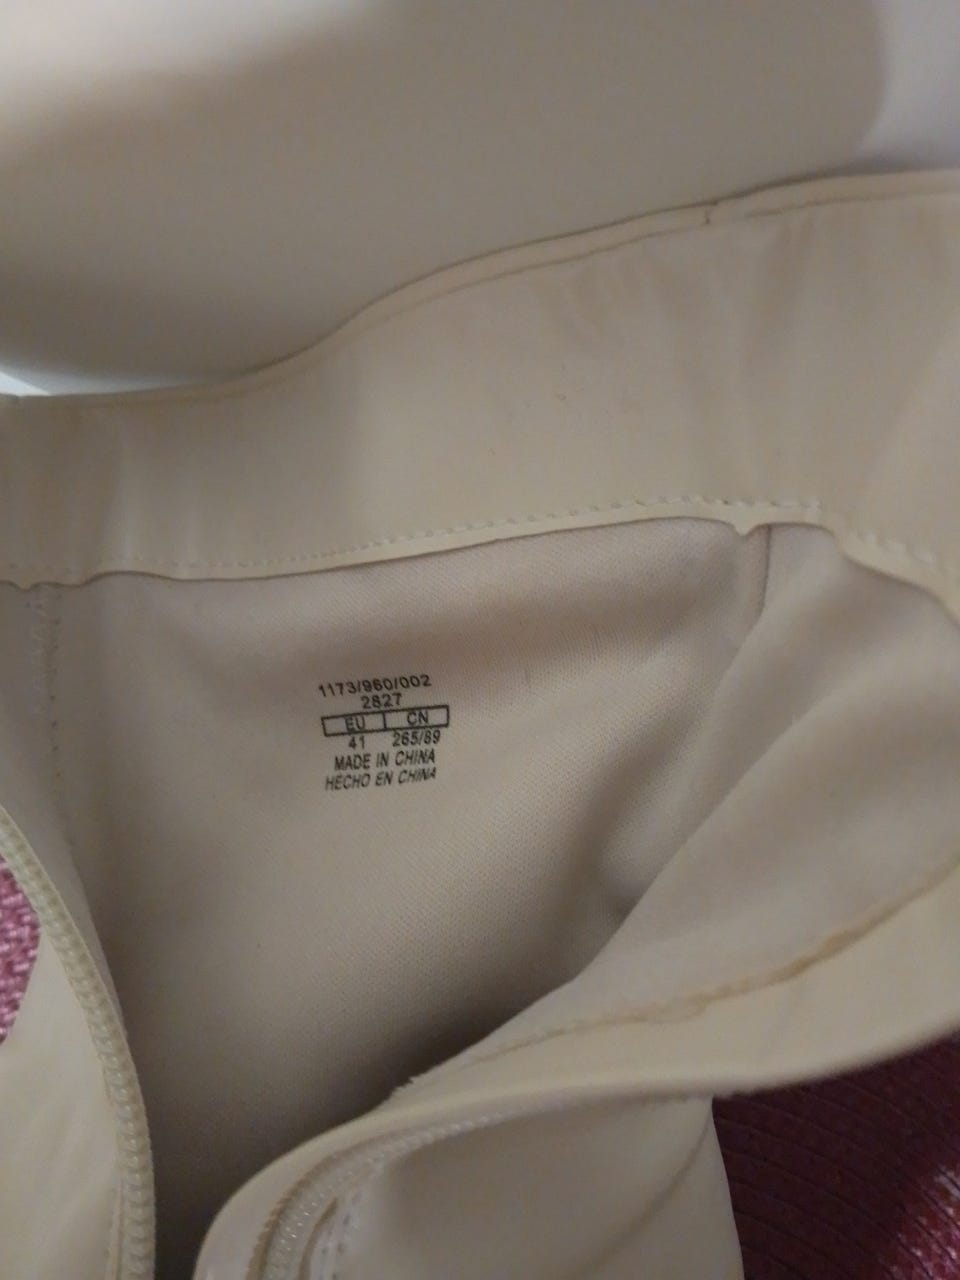 1173/960/002
2827
EU CN
41 265/89
MADE IN CHINA
HECHO EN CHINA